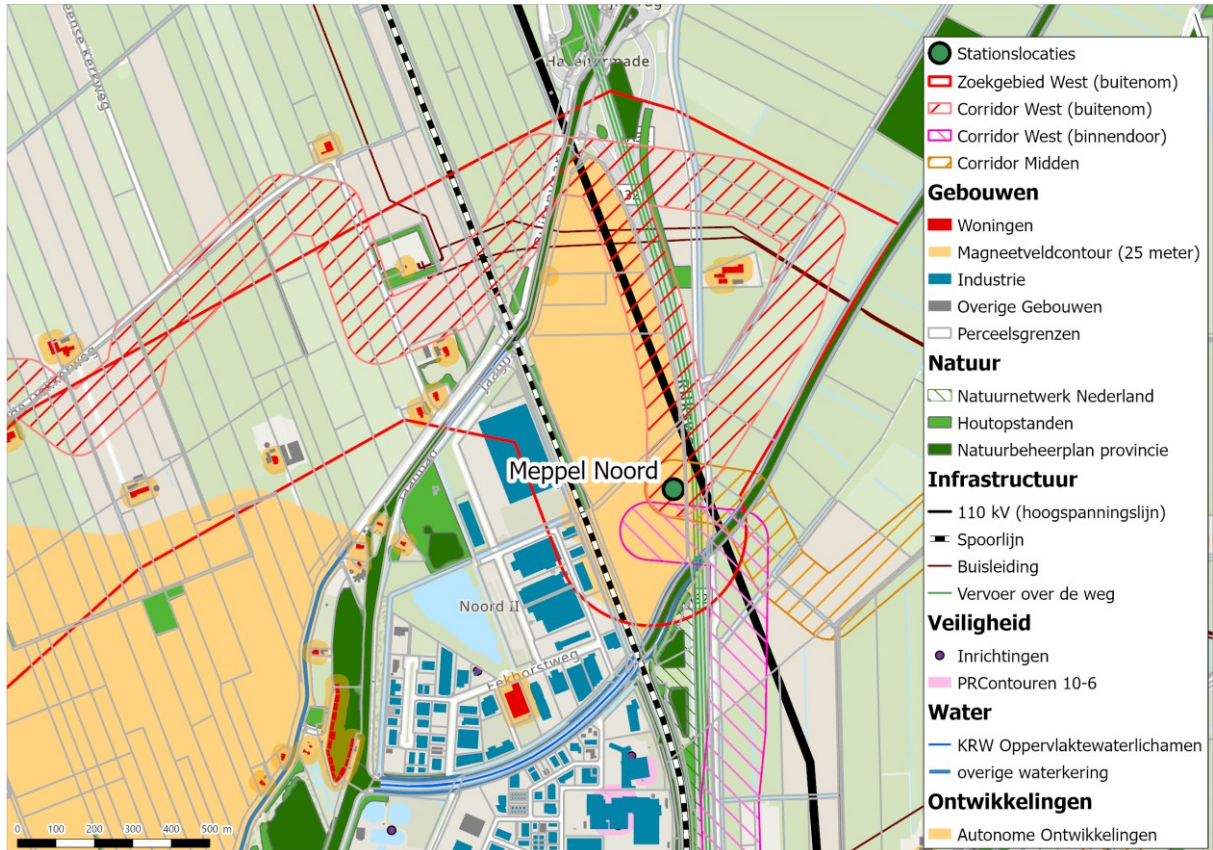 Stationslocaties
Zoekgebied West (buitenom)
Corridor West (buitenom)
Corridor West (binnendoor)
Corridor Midden
Gebouwen
Woningen
Magneetveldcontour (25 meter)
Industrie
Overige Gebouwen
Perceelsgrenzen
Natuur
Natuurnetwerk Nederland
Houtopstanden
Natuurbeheerplan provincie
Infrastructuur
110 kV (hoogspanningslijn)
Spoorlijn
Buisleiding
Vervoer over de weg
Veiligheid
Inrichtingen
PRContouren 10-6
Water
KRW Oppervlaktewaterlichamen
overige waterkering
Ontwikkelingen
Autonome Ontwikkelingen
Meppel Noord
Noord II
Eekhorstweg
0 100 200 300 400 500 m